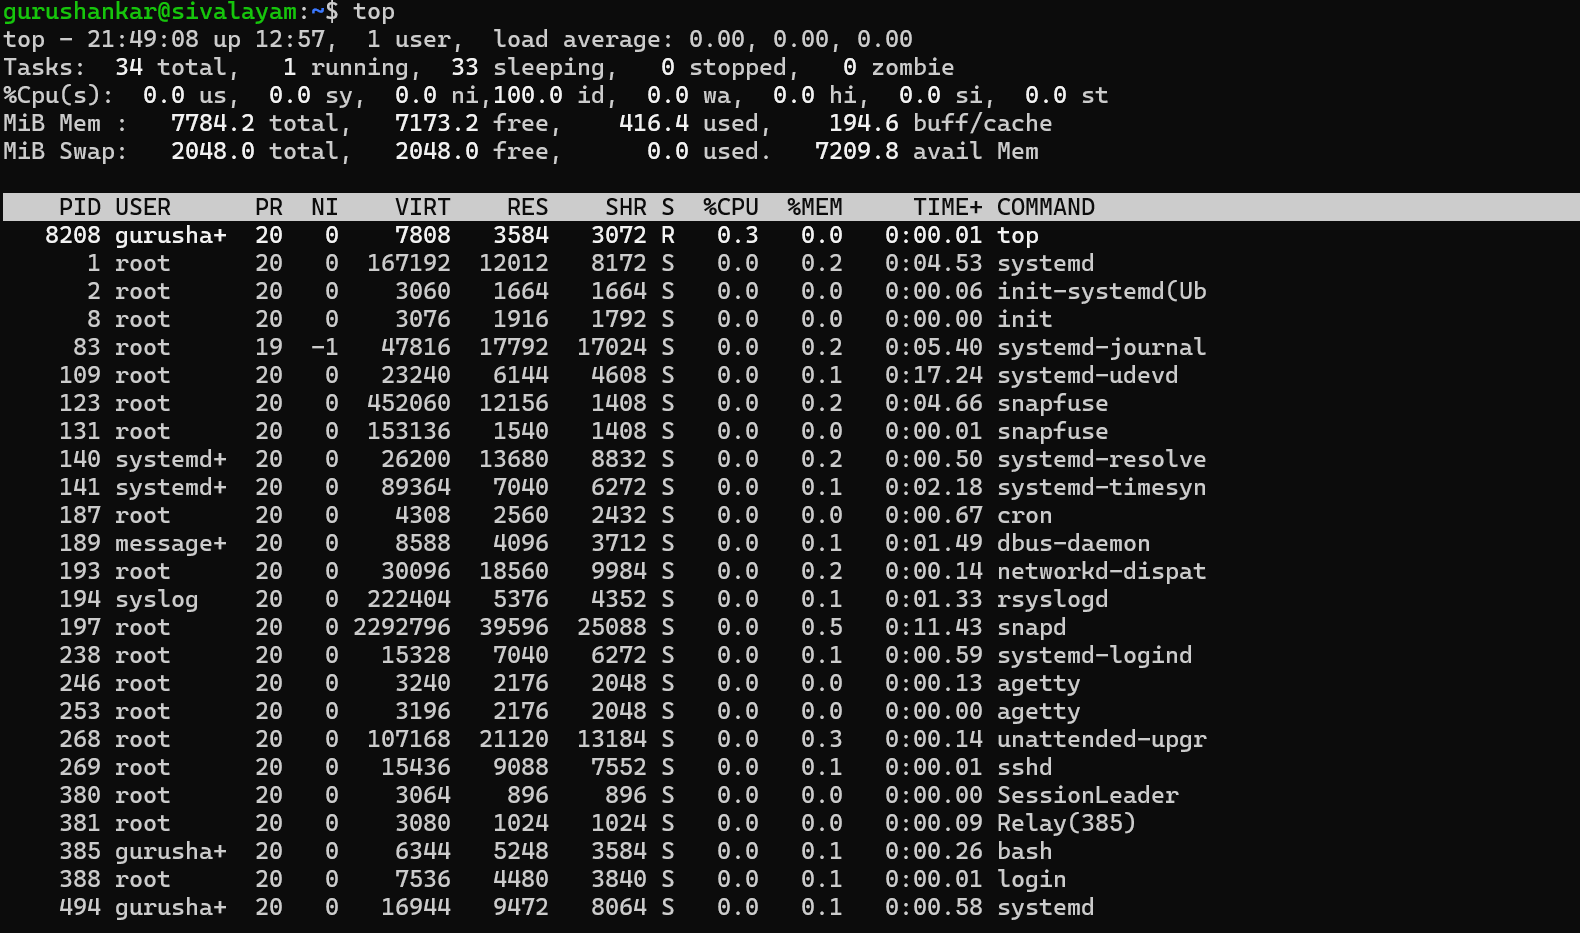 gurushankar@sivalayam:~$ top
top - 21:49:08 up 12:57,  1 user,  load average: 0.00, 0.00, 0.00
Tasks:  34 total,   1 running,  33 sleeping,   0 stopped,   0 zombie
%Cpu(s):  0.0 us,  0.0 sy,  0.0 ni,100.0 id,  0.0 wa,  0.0 hi,  0.0 si,  0.0 st
MiB Mem :   7784.2 total,   7173.2 free,    416.4 used,    194.6 buff/cache
MiB Swap:   2048.0 total,   2048.0 free,      0.0 used.   7209.8 avail Mem
    PID USER      PR  NI    VIRT    RES    SHR S  %CPU  %MEM     TIME+ COMMAND
   8208 gurusha+  20   0    7808   3584   3072 R   0.3   0.0   0:00.01 top
      1 root      20   0  167192  12012   8172 S   0.0   0.2   0:04.53 systemd
      2 root      20   0    3060   1664   1664 S   0.0   0.0   0:00.06 init-systemd(Ub
      8 root      20   0    3076   1916   1792 S   0.0   0.0   0:00.00 init
     83 root      19  -1   47816  17792  17024 S   0.0   0.2   0:05.40 systemd-journal
    109 root      20   0   23240   6144   4608 S   0.0   0.1   0:17.24 systemd-udevd
    123 root      20   0  452060  12156   1408 S   0.0   0.2   0:04.66 snapfuse
    131 root      20   0  153136   1540   1408 S   0.0   0.0   0:00.01 snapfuse
    140 systemd+  20   0   26200  13680   8832 S   0.0   0.2   0:00.50 systemd-resolve
    141 systemd+  20   0   89364   7040   6272 S   0.0   0.1   0:02.18 systemd-timesyn
    187 root      20   0    4308   2560   2432 S   0.0   0.0   0:00.67 cron
    189 message+  20   0    8588   4096   3712 S   0.0   0.1   0:01.49 dbus-daemon
    193 root      20   0   30096  18560   9984 S   0.0   0.2   0:00.14 networkd-dispat
    194 syslog    20   0  222404   5376   4352 S   0.0   0.1   0:01.33 rsyslogd
    197 root      20   0 2292796  39596  25088 S   0.0   0.5   0:11.43 snapd
    238 root      20   0   15328   7040   6272 S   0.0   0.1   0:00.59 systemd-logind
    246 root      20   0    3240   2176   2048 S   0.0   0.0   0:00.13 agetty
    253 root      20   0    3196   2176   2048 S   0.0   0.0   0:00.00 agetty
    268 root      20   0  107168  21120  13184 S   0.0   0.3   0:00.14 unattended-upgr
    269 root      20   0   15436   9088   7552 S   0.0   0.1   0:00.01 sshd
    380 root      20   0    3064    896    896 S   0.0   0.0   0:00.00 SessionLeader
    381 root      20   0    3080   1024   1024 S   0.0   0.0   0:00.09 Relay(385)
    385 gurusha+  20   0    6344   5248   3584 S   0.0   0.1   0:00.26 bash
    388 root      20   0    7536   4480   3840 S   0.0   0.1   0:00.01 login
    494 gurusha+  20   0   16944   9472   8064 S   0.0   0.1   0:00.58 systemd